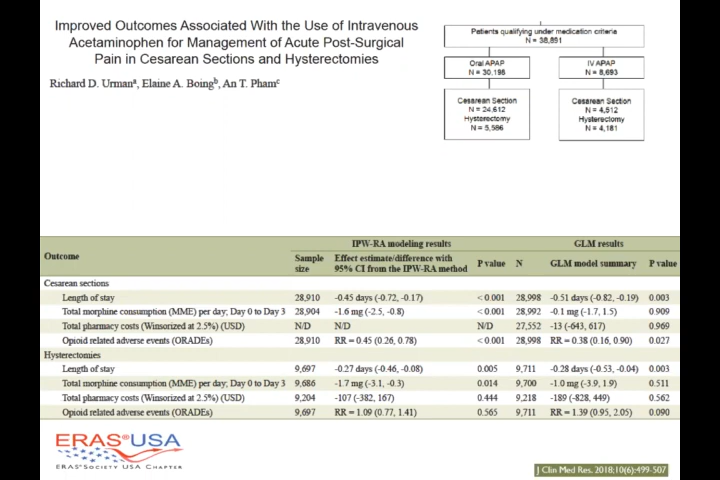 Improved Outcomes Associated With the Use of Intravenous
Acetaminophen for Management of Acute Post-Surgical
Pain in Cesarean Sections and Hysterectomies
Richard D. Urmanᵃ, Elaine A. Boingᵇ, An T. Phamᶜ
Patients qualifying under medication criteria
N = 38,891
Oral APAP
N = 30,198
IV APAP
N = 8,693
Cesarean Section
N = 24,612
Hysterectomy
N = 5,586
Cesarean Section
N = 4,512
Hysterectomy
N = 4,181
Outcome IPW-RA modeling results GLM results
Sample size Effect estimate/difference with 95% CI from the IPW-RA method P value N GLM model summary P value
Cesarean sections
Length of stay 28,910 -0.45 days (-0.72, -0.17) < 0.001 28,998 -0.51 days (-0.82, -0.19) 0.003
Total morphine consumption (MME) per day; Day 0 to Day 3 28,904 -1.6 mg (-2.5, -0.8) < 0.001 28,992 -0.1 mg (-1.7, 1.5) 0.909
Total pharmacy costs (Winsorized at 2.5%) (USD) N/D N/D N/D 27,552 -13 (-643, 617) 0.969
Opioid related adverse events (ORADEs) 28,910 RR = 0.45 (0.26, 0.78) < 0.001 28,998 RR = 0.38 (0.16, 0.90) 0.027
Hysterectomies
Length of stay 9,697 -0.27 days (-0.46, -0.08) 0.005 9,711 -0.28 days (-0.53, -0.04) 0.003
Total morphine consumption (MME) per day; Day 0 to Day 3 9,686 -1.7 mg (-3.1, -0.3) 0.014 9,700 -1.0 mg (-3.9, 1.9) 0.511
Total pharmacy costs (Winsorized at 2.5%) (USD) 9,204 -107 (-382, 167) 0.444 9,218 -189 (-828, 449) 0.562
Opioid related adverse events (ORADEs) 9,697 RR = 1.09 (0.77, 1.41) 0.565 9,711 RR = 1.39 (0.95, 2.05) 0.090
ERAS®USA
ERAS®Society USA Chapter
J Clin Med Res. 2018;10(6):499-507